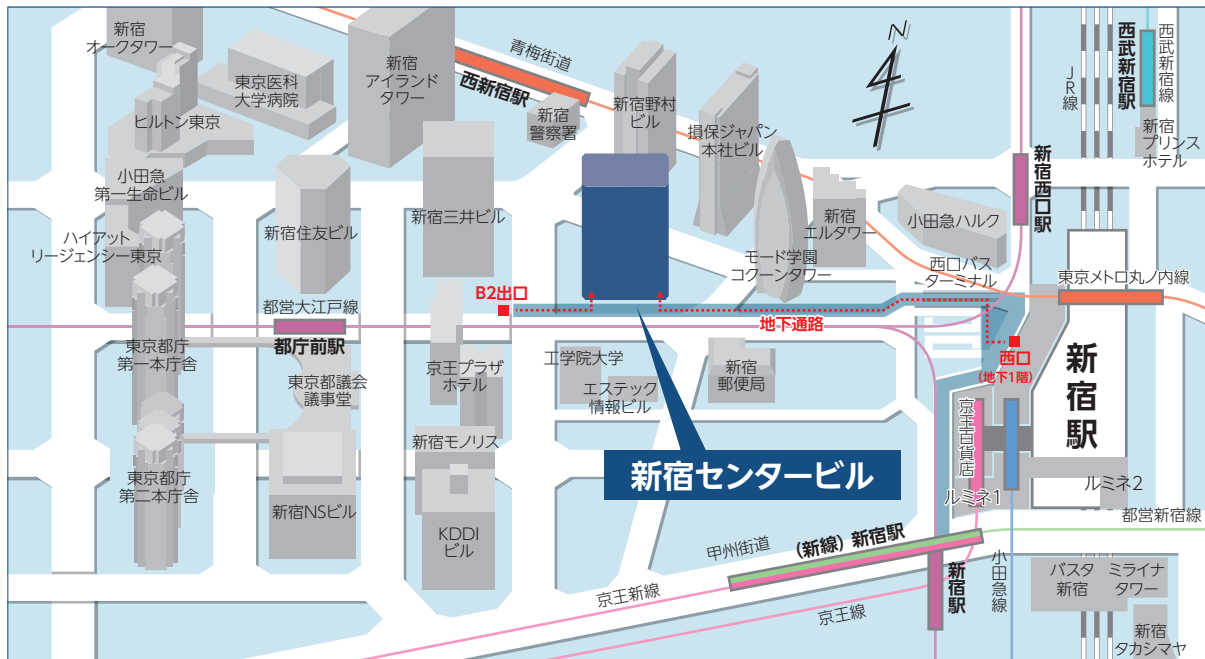 新宿
オークタワー
東京医科
大学病院
新宿
アイランド
タワー
西新宿駅
青梅街道
新宿
警察署
新宿野村
ビル
損保ジャパン
本社ビル
N
JR線
西武新宿駅
西武新宿線
新宿
プリンス
ホテル
ヒルトン東京
小田急
第一生命ビル
ハイアット
リージェンシー東京
新宿住友ビル
新宿三井ビル
モード学園
コクーンタワー
新宿
エルタワー
小田急ハルク
新宿西口駅
西口バス
ターミナル
東京メトロ丸ノ内線
B2出口
都営大江戸線
都庁前駅
地下通路
西口
(地下1階)
新宿駅
東京都庁
第一本庁舎
東京都議会
議事堂
京王プラザ
ホテル
工学院大学
エステック
情報ビル
新宿
郵便局
京王百貨店
新宿センタービル
新宿モノリス
東京都庁
第二本庁舎
新宿NSビル
KDDI
ビル
ルミネ1
ルミネ2
都営新宿線
甲州街道
(新線) 新宿駅
京王新線
京王線
新宿駅
小田急線
バスタ
新宿
ミライナ
タワー
新宿
タカシマヤ